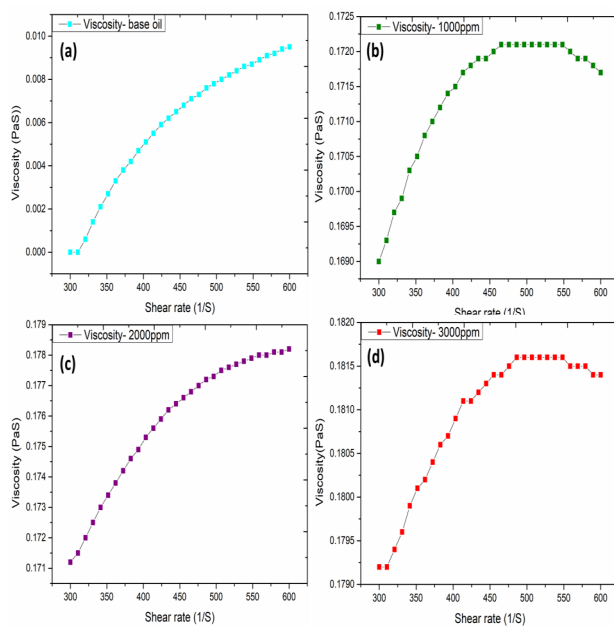 Viscosity- base oil
(a)
0.010
0.008
0.006
0.004
0.002
0.000
Viscosity (PaS))
300 350 400 450 500 550 600
Shear rate (1/S)
Viscosity- 1000ppm
(b)
0.1725
0.1720
0.1715
0.1710
0.1705
0.1700
0.1695
0.1690
Viscosity (PaS)
300 350 400 450 500 550 600
Shear rate (1/S)
Viscosity- 2000ppm
(c)
0.179
0.178
0.177
0.176
0.175
0.174
0.173
0.172
0.171
Viscosity (PaS)
300 350 400 450 500 550 600
Shear rate (1/S)
Viscosity- 3000ppm
(d)
0.1820
0.1815
0.1810
0.1805
0.1800
0.1795
0.1790
Viscosity(PaS)
300 350 400 450 500 550 600
Shear rate (1/S)